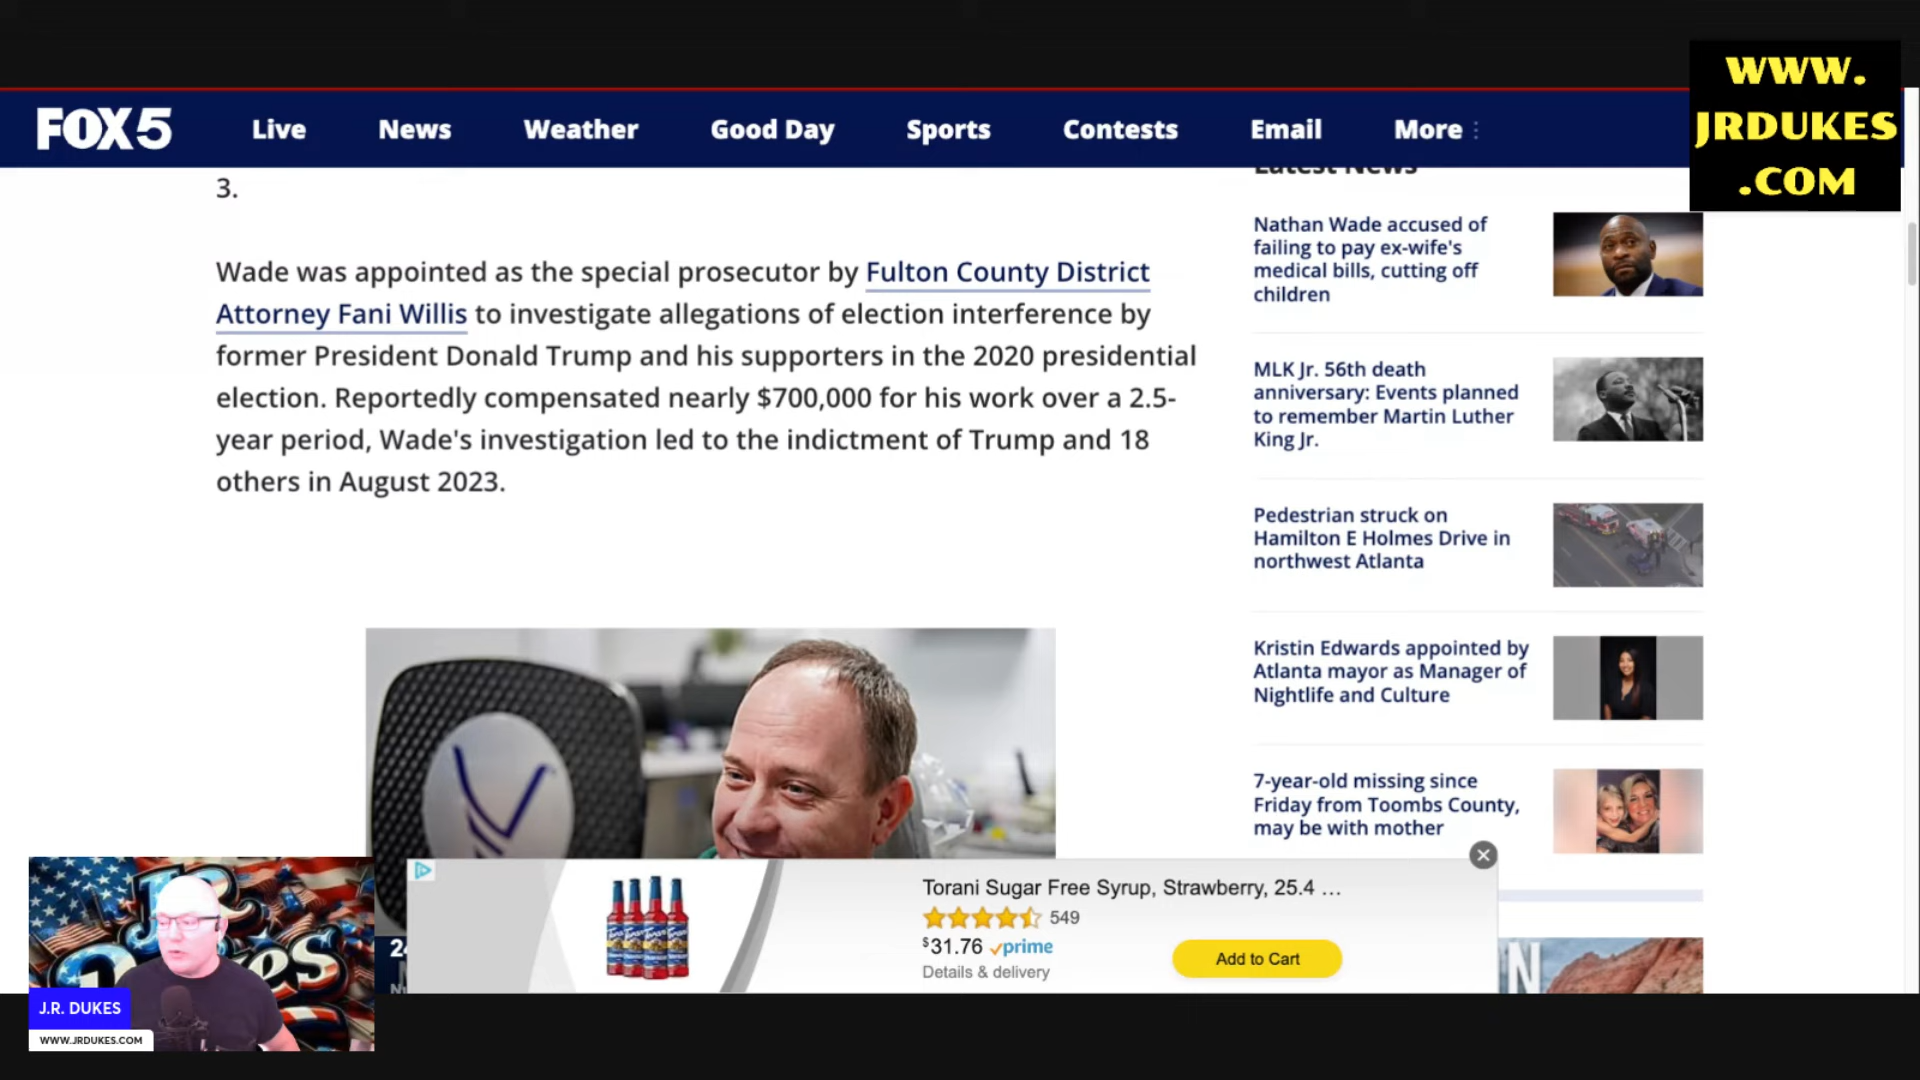 WWW.
JRDUKES
.COM
FOX5
Live
News
Weather
Good Day
Sports
Contests
Email
More
Latest News
3.
Wade was appointed as the special prosecutor by Fulton County District
Attorney Fani Willis to investigate allegations of election interference by
former President Donald Trump and his supporters in the 2020 presidential
election. Reportedly compensated nearly $700,000 for his work over a 2.5-
year period, Wade's investigation led to the indictment of Trump and 18
others in August 2023.
Nathan Wade accused of
failing to pay ex-wife's
medical bills, cutting off
children
MLK Jr. 56th death
anniversary: Events planned
to remember Martin Luther
King Jr.
Pedestrian struck on
Hamilton E Holmes Drive in
northwest Atlanta
Kristin Edwards appointed by
Atlanta mayor as Manager of
Nightlife and Culture
7-year-old missing since
Friday from Toombs County,
may be with mother
Torani Sugar Free Syrup, Strawberry, 25.4 ...
549
$31.76 prime
Details & delivery
Add to Cart
J.R. DUKES
WWW.JRDUKES.COM